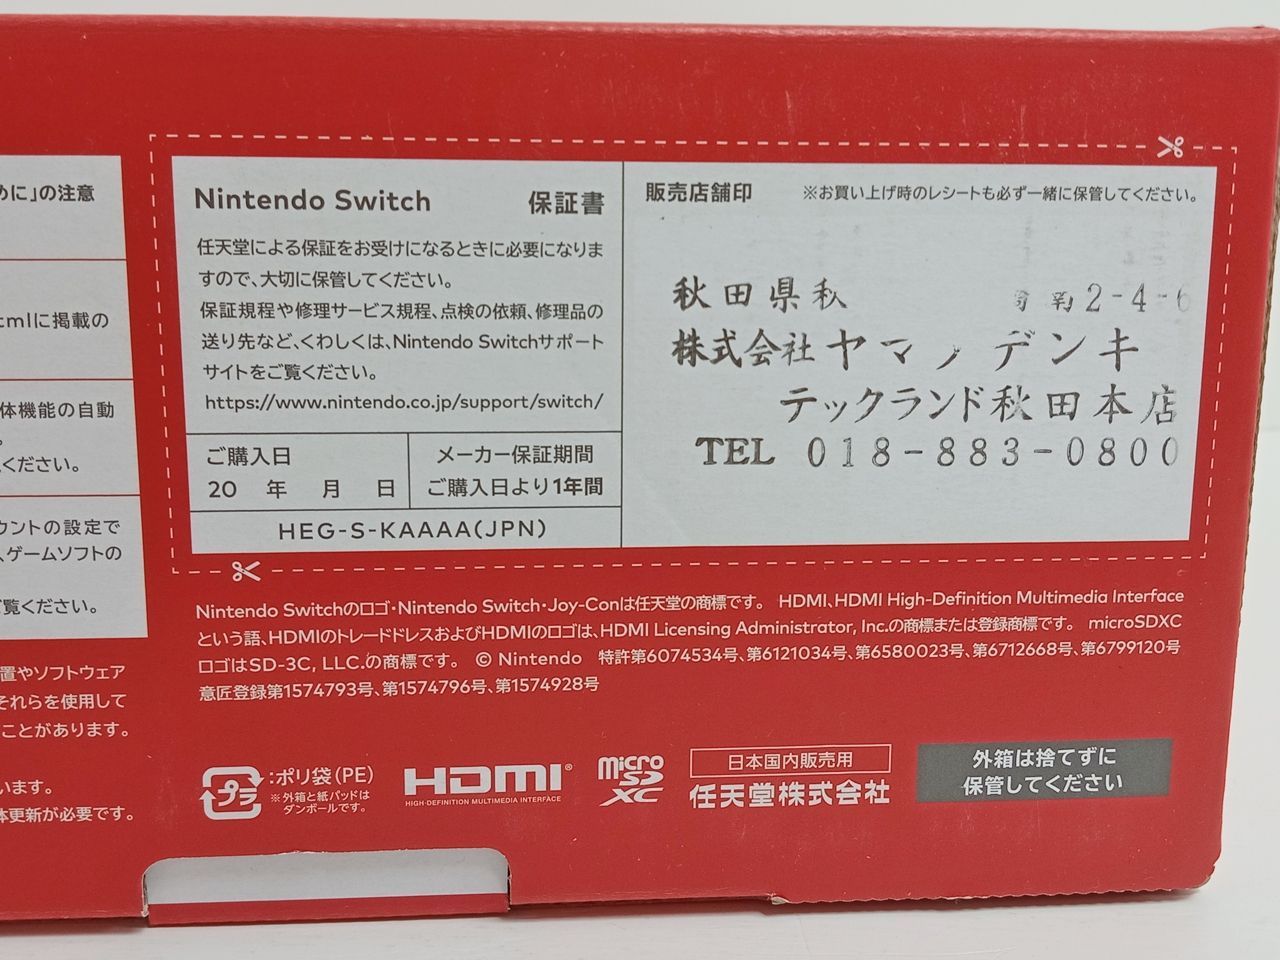 めに」の注意
tmlに掲載の
体機能の自動
ください。
ウントの設定で
、ゲームソフトの
ご覧ください。
置やソフトウェア
それらを使用して
ことがあります。
います。
体更新が必要です。
Nintendo Switch 保証書
任天堂による保証をお受けになるときに必要になりま
すので、大切に保管してください。
保証規程や修理サービス規程、点検の依頼、修理品の
送り先など、くわしくは、Nintendo Switchサポート
サイトをご覧ください。
https://www.nintendo.co.jp/support/switch/
ご購入日
20 年 月 日
メーカー保証期間
ご購入日より1年間
HEG-S-KAAAA(JPN)
販売店舗印 ※お買い上げ時のレシートも必ず一緒に保管してください。
秋田県秋 2-4-6
株式会社ヤマノデンキ
テックランド秋田本店
TEL 018-883-0800
Nintendo Switchのロゴ・Nintendo Switch・Joy-Conは任天堂の商標です。 HDMI、HDMI High-Definition Multimedia Interface
という語、HDMIのトレードドレスおよびHDMIのロゴは、HDMI Licensing Administrator, Inc.の商標または登録商標です。 microSDXC
ロゴはSD-3C, LLC.の商標です。 © Nintendo 特許第6074534号、第6121034号、第6580023号、第6712668号、第6799120号
意匠登録第1574793号、第1574796号、第1574928号
プラ
:ポリ袋(PE)
※外箱と紙パッドは
ダンボールです。
HDMI®
HIGH-DEFINITION MULTIMEDIA INTERFACE
micro
SD
XC
日本国内販売用
任天堂株式会社
外箱は捨てずに
保管してください